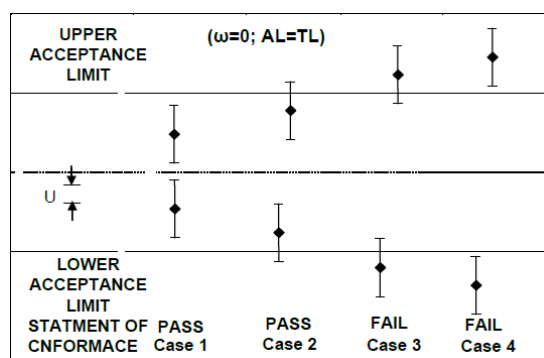 UPPER
ACCEPTANCE
LIMIT
(ω=0; AL=TL)
U
LOWER
ACCEPTANCE
LIMIT
STATMENT OF
CNFORMACE
PASS
Case 1
PASS
Case 2
FAIL
Case 3
FAIL
Case 4